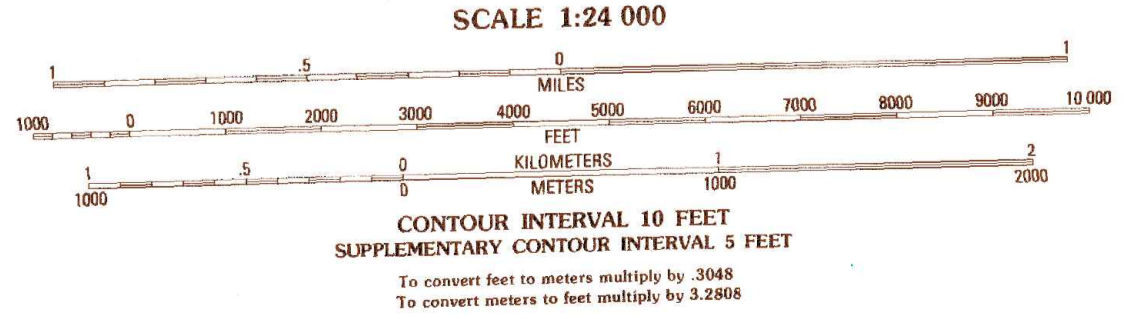 SCALE 1:24 000
1 .5 0 1
MILES
1000 0 1000 2000 3000 4000 5000 6000 7000 8000 9000 10 000
FEET
KILOMETERS
1 .5 0 1 2
1000 0 1000 2000
METERS
CONTOUR INTERVAL 10 FEET
SUPPLEMENTARY CONTOUR INTERVAL 5 FEET
To convert feet to meters multiply by .3048
To convert meters to feet multiply by 3.2808